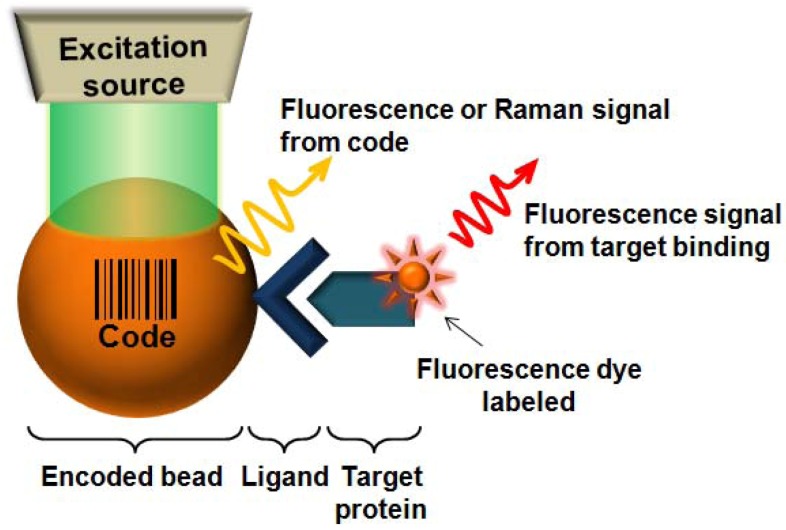 Excitation
source
Fluorescence or Raman signal
from code
Fluorescence signal
from target binding
Code
Fluorescence dye
labeled
Encoded bead
Ligand
Target
protein